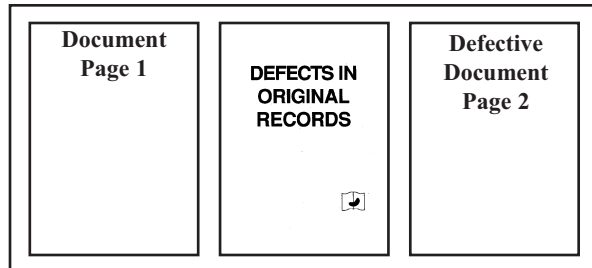 Document
Page 1
DEFECTS IN
ORIGINAL
RECORDS
Defective
Document
Page 2